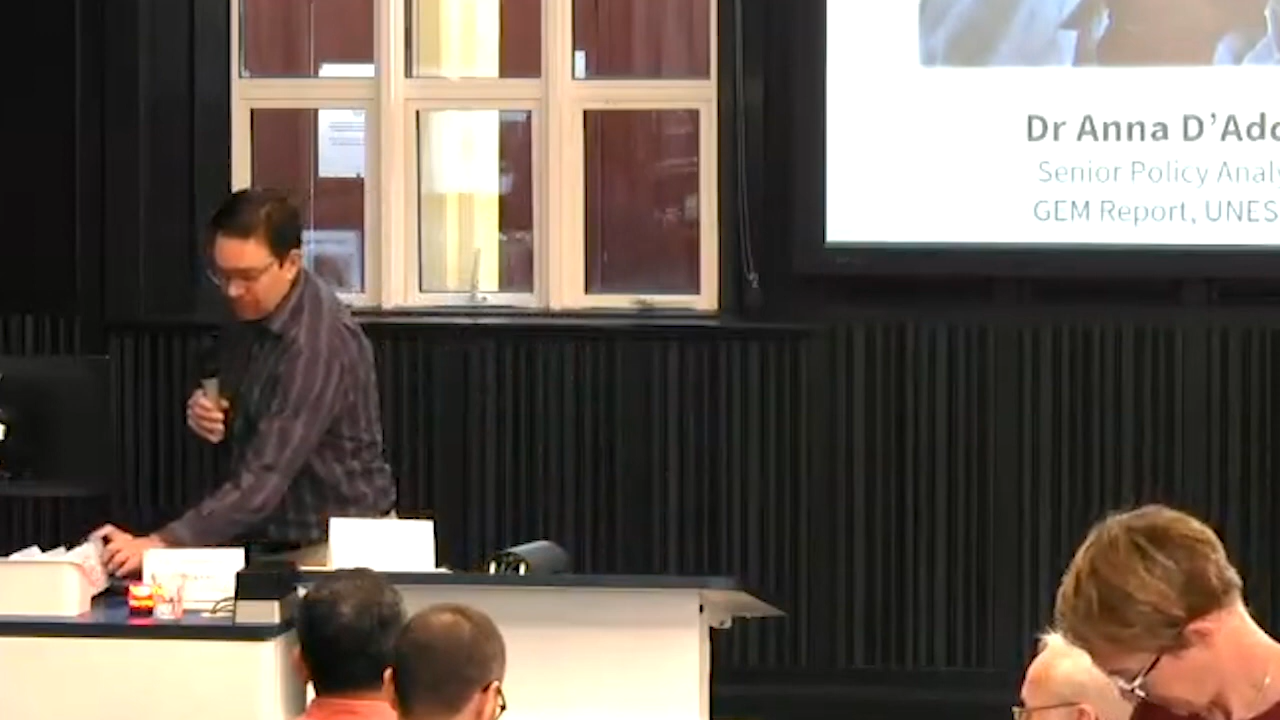 Dr Anna D’Ado
Senior Policy Analy
GEM Report, UNES